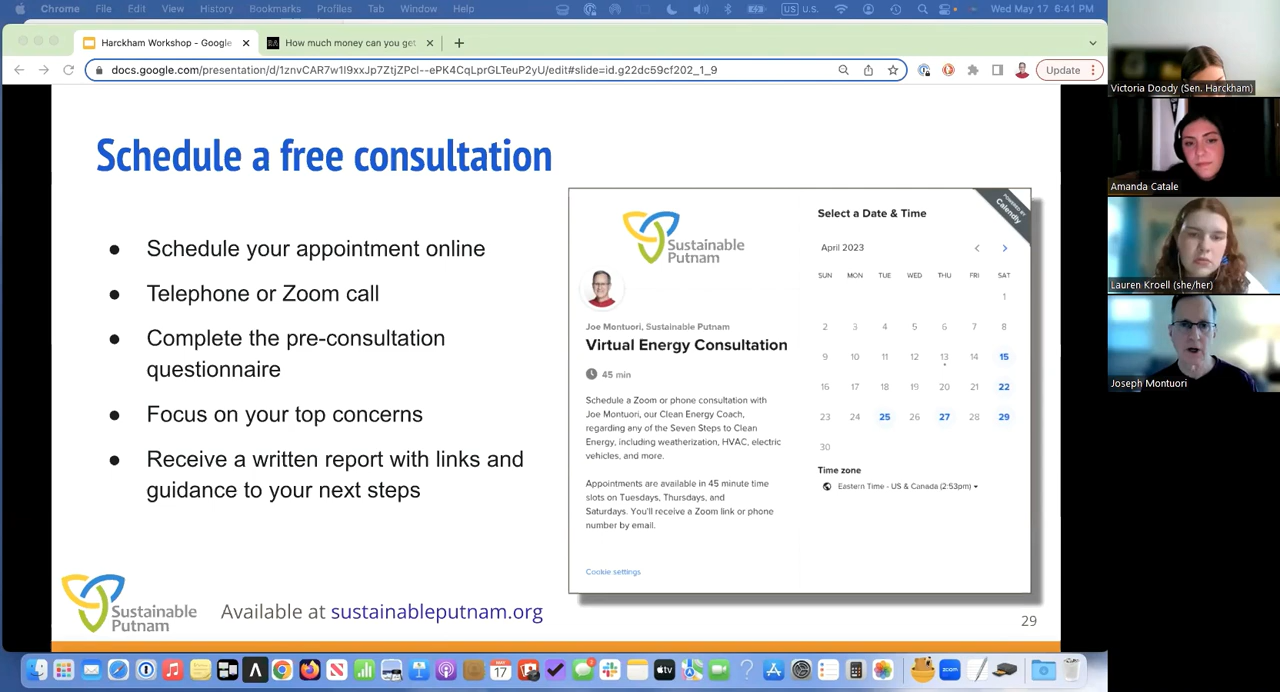 Chrome File Edit View History Bookmarks Profiles Tab Window Help
US U.S. Wed May 17 6:41 PM
Harckham Workshop - Google
How much money can you get
docs.google.com/presentation/d/1znvCAR7w1I9xxJp7ZtjZPcl--ePK4CqLprGLTeuP2yU/edit#slide=id.g22dc59cf202_1_9
Update
Schedule a free consultation
● Schedule your appointment online
● Telephone or Zoom call
● Complete the pre-consultation
questionnaire
● Focus on your top concerns
● Receive a written report with links and
guidance to your next steps
Sustainable
Putnam
Available at sustainableputnam.org
Sustainable
Putnam
Joe Montuori, Sustainable Putnam
Virtual Energy Consultation
45 min
Schedule a Zoom or phone consultation with
Joe Montuori, our Clean Energy Coach,
regarding any of the Seven Steps to Clean
Energy, including weatherization, HVAC, electric
vehicles, and more.
Appointments are available in 45 minute time
slots on Tuesdays, Thursdays, and
Saturdays. You'll receive a Zoom link or phone
number by email.
Cookie settings
POWERED BY
Calendly
Select a Date & Time
April 2023
SUN MON TUE WED THU FRI SAT
1
2 3 4 5 6 7 8
9 10 11 12 13 14 15
16 17 18 19 20 21 22
23 24 25 26 27 28 29
30
Time zone
Eastern Time - US & Canada (2:53pm)
29
Victoria Doody (Sen. Harckham)
Amanda Catale
Lauren Kroell (she/her)
Joseph Montuori
17
tv
zoom